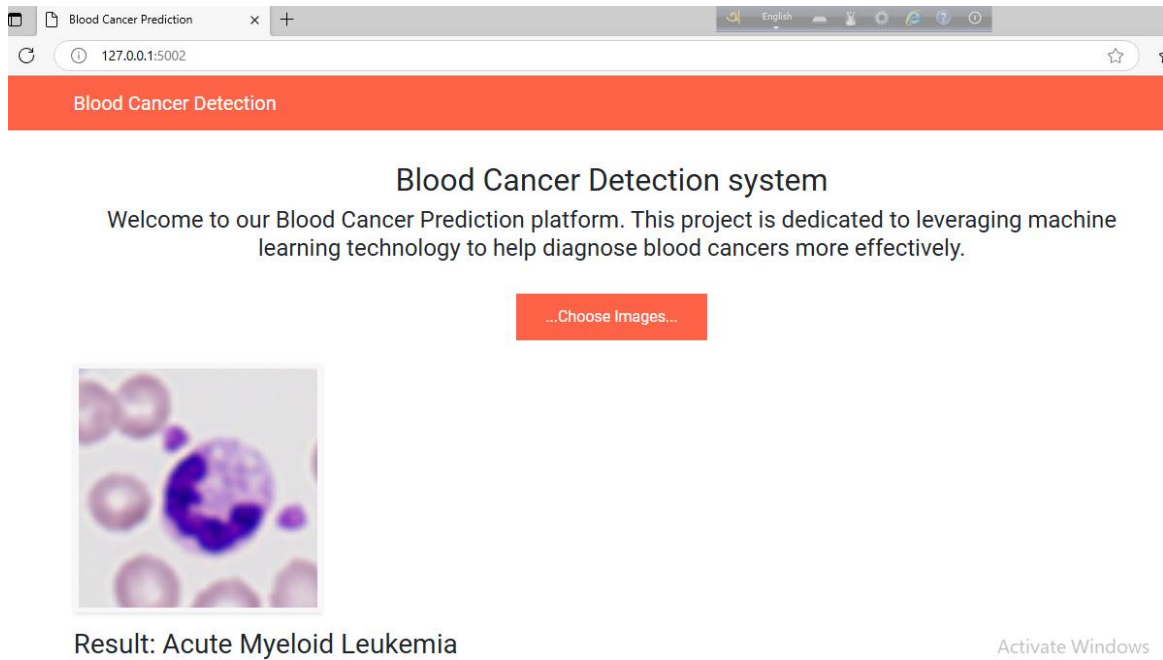 Blood Cancer Prediction
অ English
127.0.0.1:5002
Blood Cancer Detection
Blood Cancer Detection system
Welcome to our Blood Cancer Prediction platform. This project is dedicated to leveraging machine
learning technology to help diagnose blood cancers more effectively.
...Choose Images...
Result: Acute Myeloid Leukemia
Activate Windows